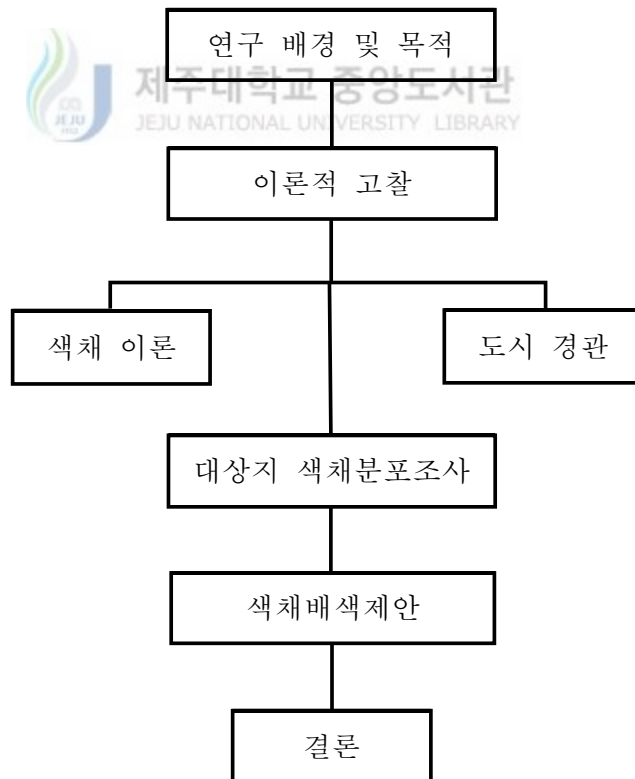 연구 배경 및 목적
제주대학교 중앙도서관
JEJU NATIONAL UNIVERSITY LIBRARY
JEJU
1952
이론적 고찰
색채 이론
도시 경관
대상지 색채분포조사
색채배색제안
결론